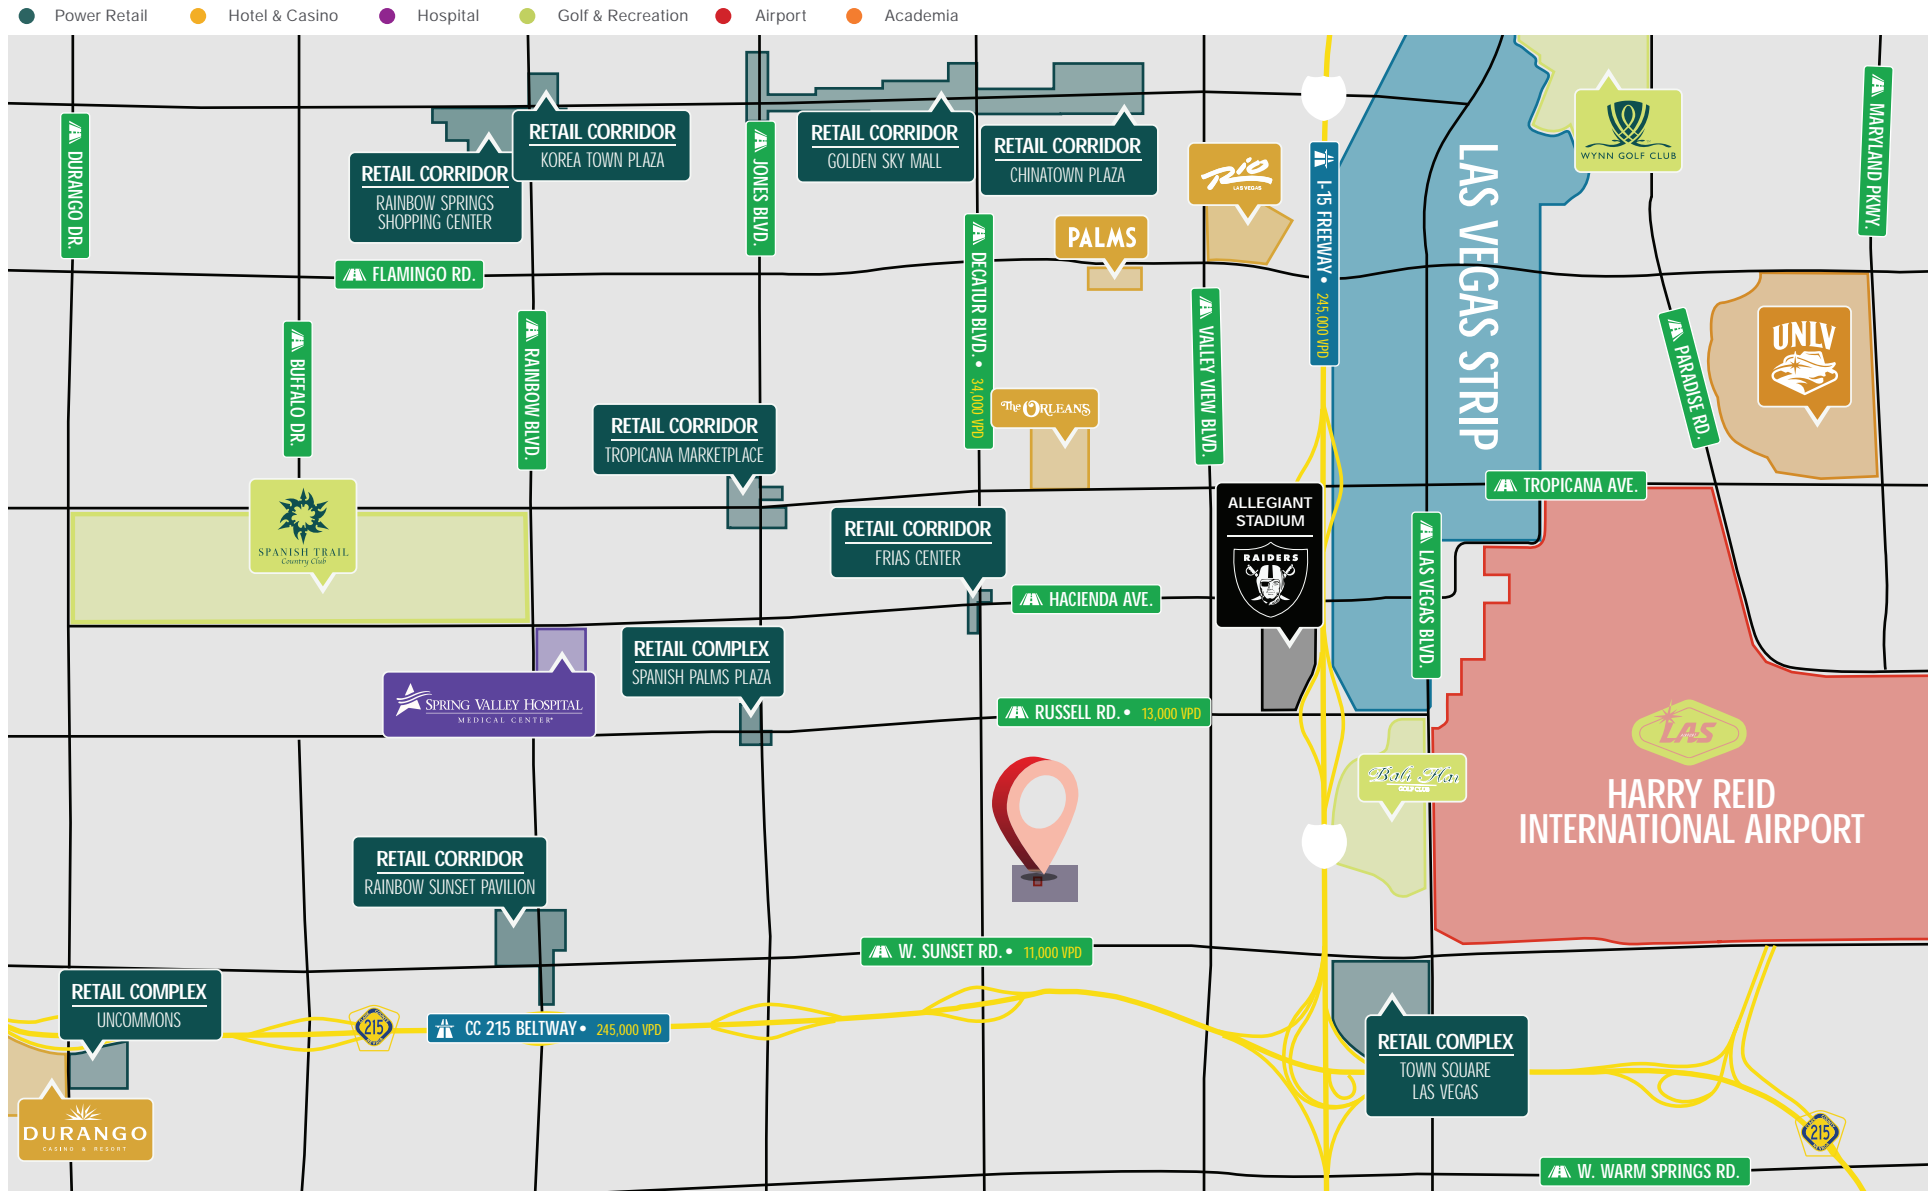 Power Retail
Hotel & Casino
Hospital
Golf & Recreation
Airport
Academia
DURANGO DR.
RETAIL CORRIDOR
RAINBOW SPRINGS
SHOPPING CENTER
RETAIL CORRIDOR
KOREA TOWN PLAZA
JONES BLVD.
RETAIL CORRIDOR
GOLDEN SKY MALL
RETAIL CORRIDOR
CHINATOWN PLAZA
Rio
LAS VEGAS
I-15 FREEWAY • 245,000 VPD
LAS VEGAS STRIP
WYNN GOLF CLUB
MARYLAND PKWY.
FLAMINGO RD.
PALMS
DECATUR BLVD. • 34,000 VPD
VALLEY VIEW BLVD.
BUFFALO DR.
RAINBOW BLVD.
PARADISE RD.
UNLV
The ORLEANS
RETAIL CORRIDOR
TROPICANA MARKETPLACE
TROPICANA AVE.
SPANISH TRAIL
Country Club
RETAIL CORRIDOR
FRIAS CENTER
ALLEGIANT
STADIUM
RAIDERS
LAS VEGAS BLVD.
HACIENDA AVE.
RETAIL COMPLEX
SPANISH PALMS PLAZA
SPRING VALLEY HOSPITAL
MEDICAL CENTER
RUSSELL RD. • 13,000 VPD
Bali Hai
GOLF CLUB
LAS
HARRY REID
INTERNATIONAL AIRPORT
RETAIL CORRIDOR
RAINBOW SUNSET PAVILION
W. SUNSET RD. • 11,000 VPD
RETAIL COMPLEX
UNCOMMONS
215
CC 215 BELTWAY • 245,000 VPD
RETAIL COMPLEX
TOWN SQUARE
LAS VEGAS
DURANGO
CASINO & RESORT
215
W. WARM SPRINGS RD.